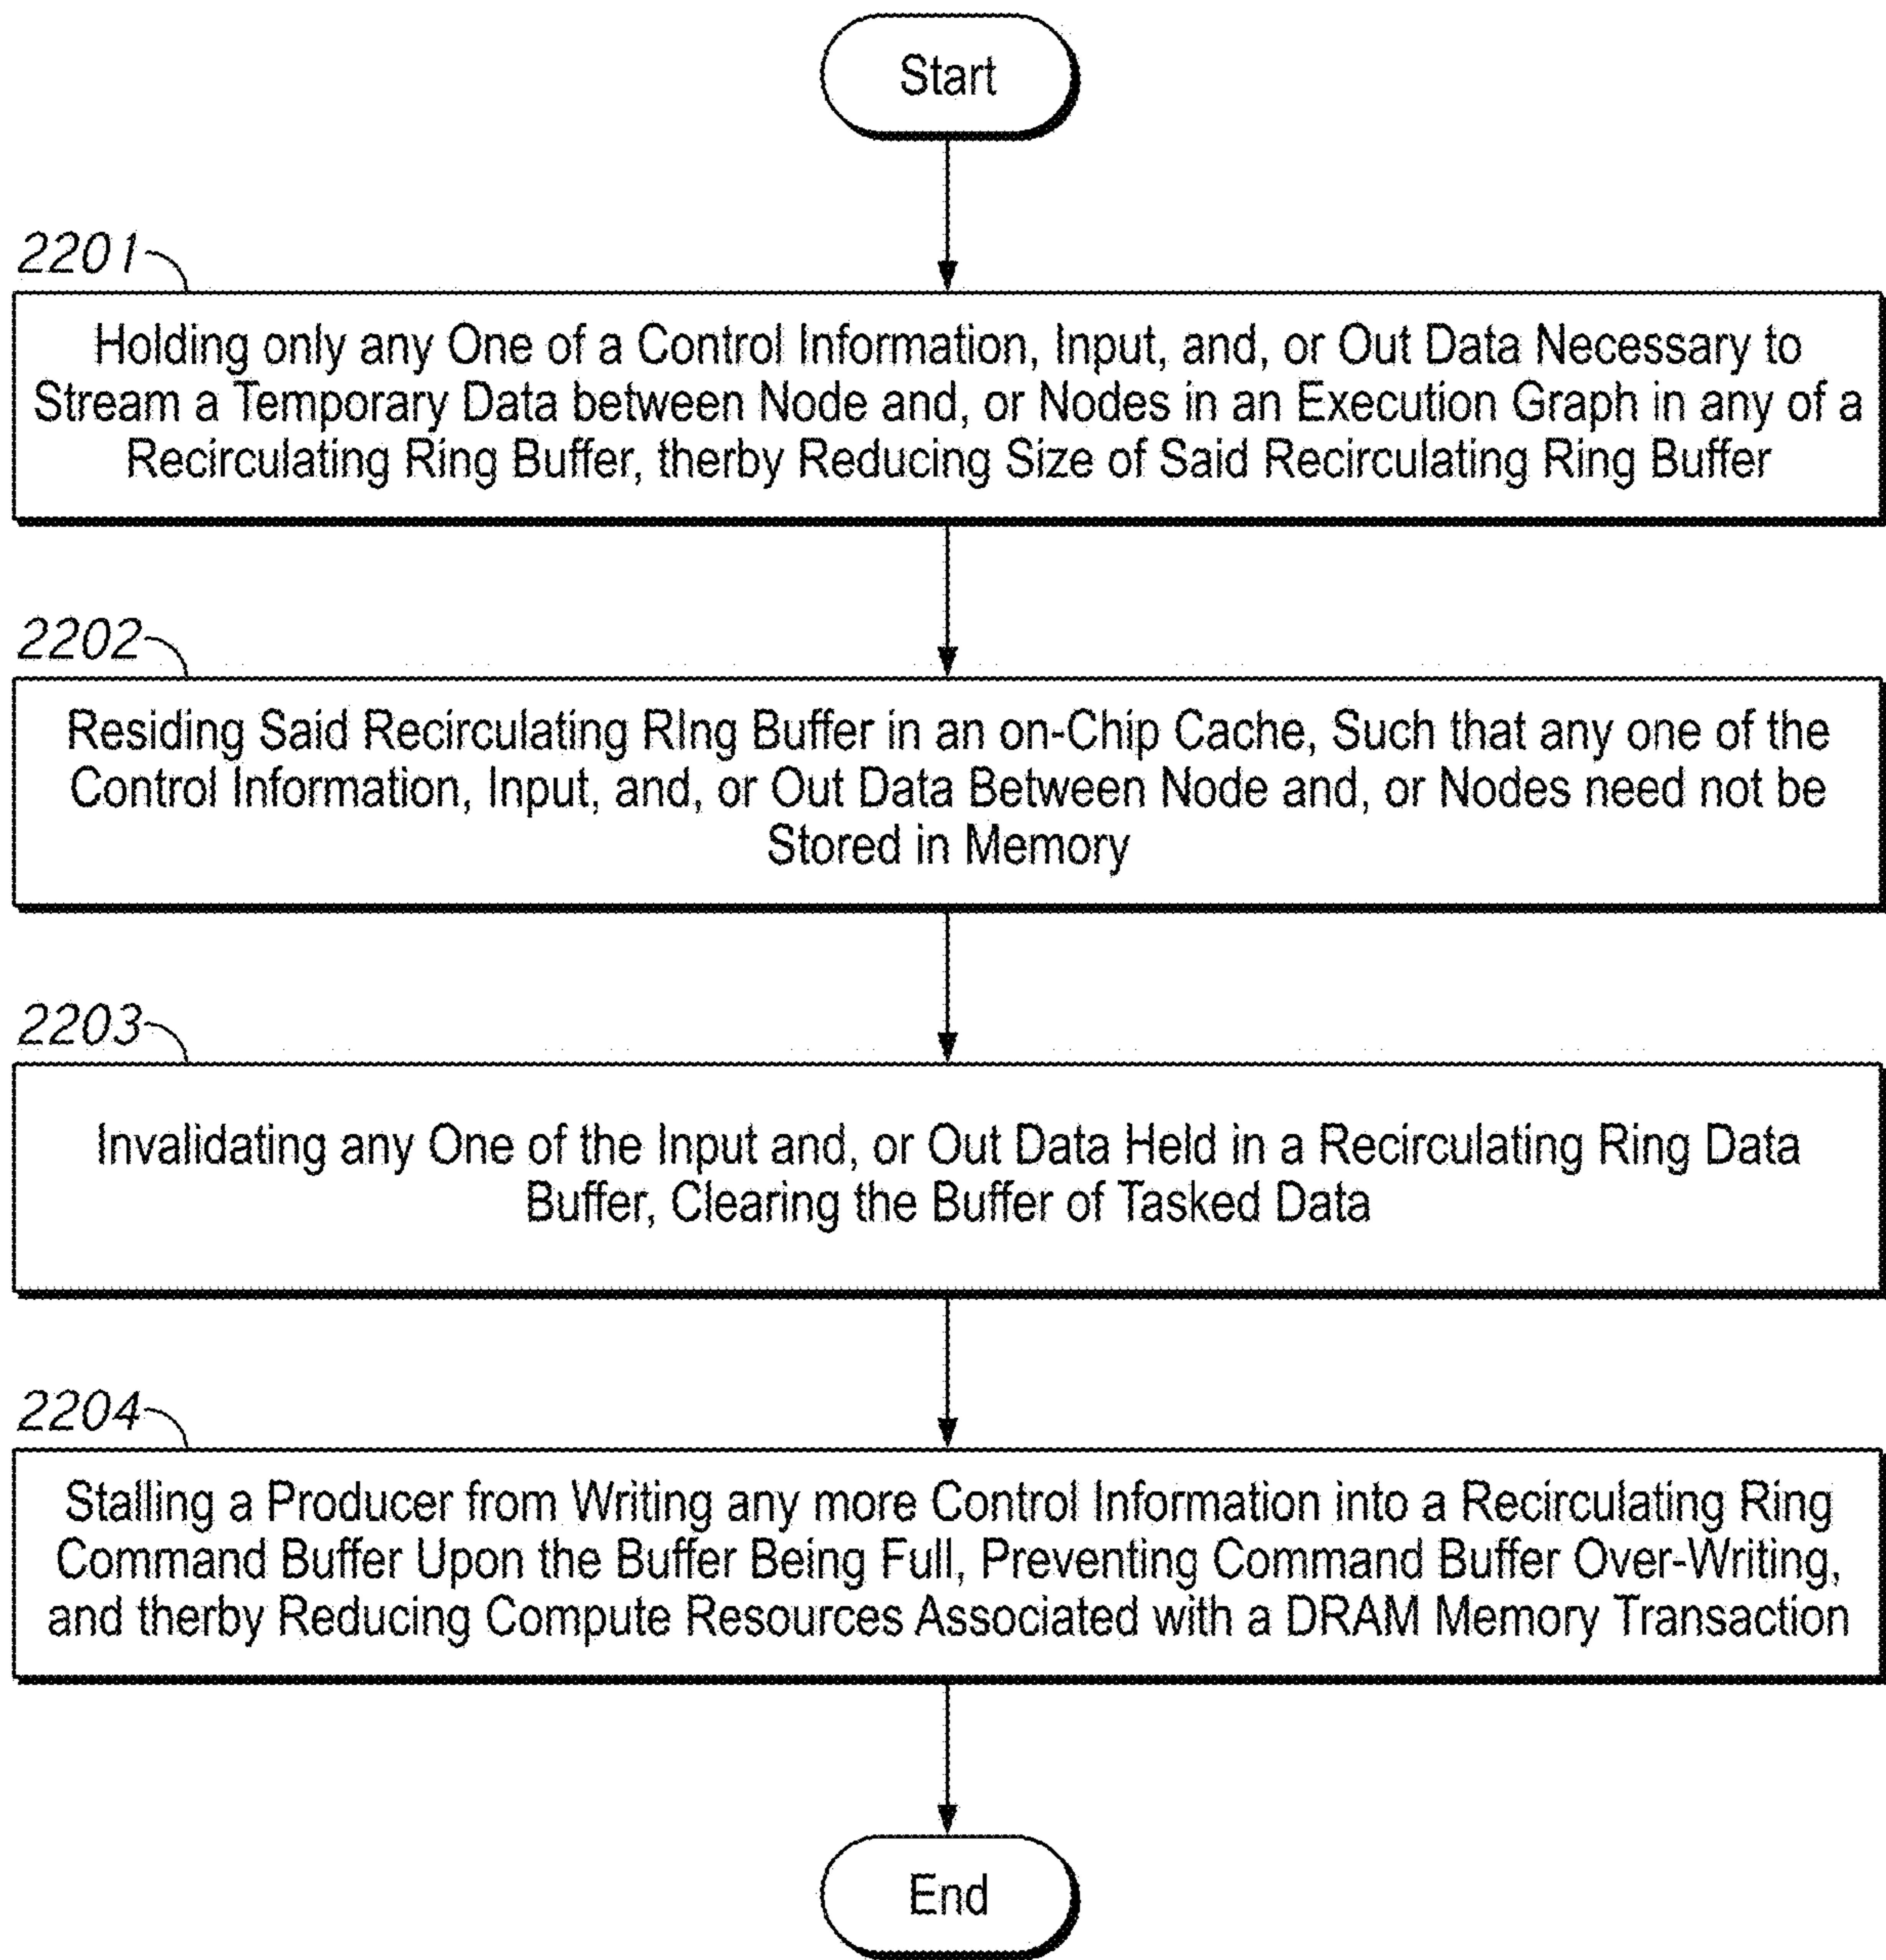 Start
2201
Holding only any One of a Control Information, Input, and, or Out Data Necessary to
Stream a Temporary Data between Node and, or Nodes in an Execution Graph in any of a
Recirculating Ring Buffer, therby Reducing Size of Said Recirculating Ring Buffer
2202
Residing Said Recirculating RIng Buffer in an on-Chip Cache, Such that any one of the
Control Information, Input, and, or Out Data Between Node and, or Nodes need not be
Stored in Memory
2203
Invalidating any One of the Input and, or Out Data Held in a Recirculating Ring Data
Buffer, Clearing the Buffer of Tasked Data
2204
Stalling a Producer from Writing any more Control Information into a Recirculating Ring
Command Buffer Upon the Buffer Being Full, Preventing Command Buffer Over-Writing,
and therby Reducing Compute Resources Associated with a DRAM Memory Transaction
End